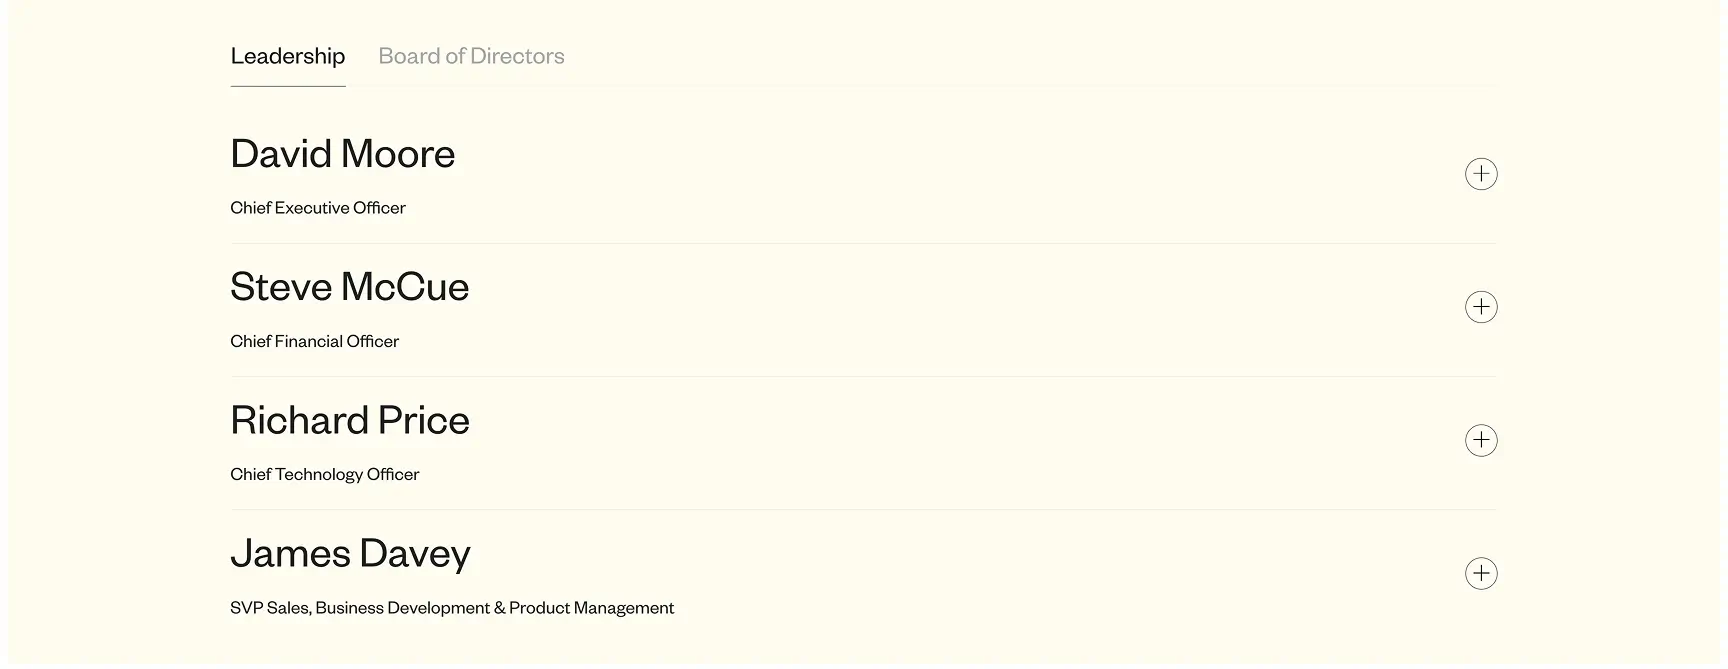 Leadership Board of Directors
David Moore
Chief Executive Officer
Steve McCue
Chief Financial Officer
Richard Price
Chief Technology Officer
James Davey
SVP Sales, Business Development & Product Management